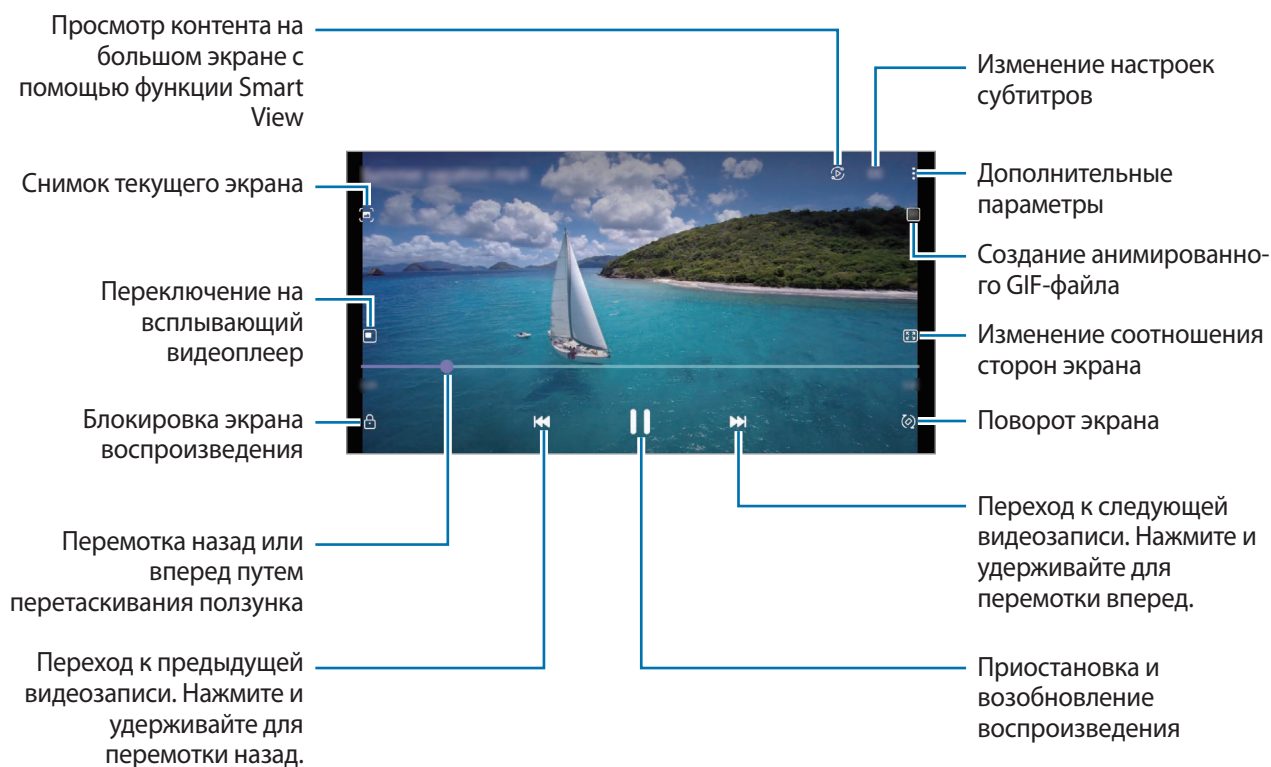 Просмотр контента на
большом экране с
помощью функции Smart
View
Снимок текущего экрана
Переключение на
всплывающий
видеоплеер
Блокировка экрана
воспроизведения
Перемотка назад или
вперед путем
перетаскивания ползунка
Переход к предыдущей
видеозаписи. Нажмите и
удерживайте для
перемотки назад.
Изменение настроек
субтитров
Дополнительные
параметры
Создание анимированно-
го GIF-файла
Изменение соотношения
сторон экрана
Поворот экрана
Переход к следующей
видеозаписи. Нажмите и
удерживайте для
перемотки вперед.
Приостановка и
возобновление
воспроизведения